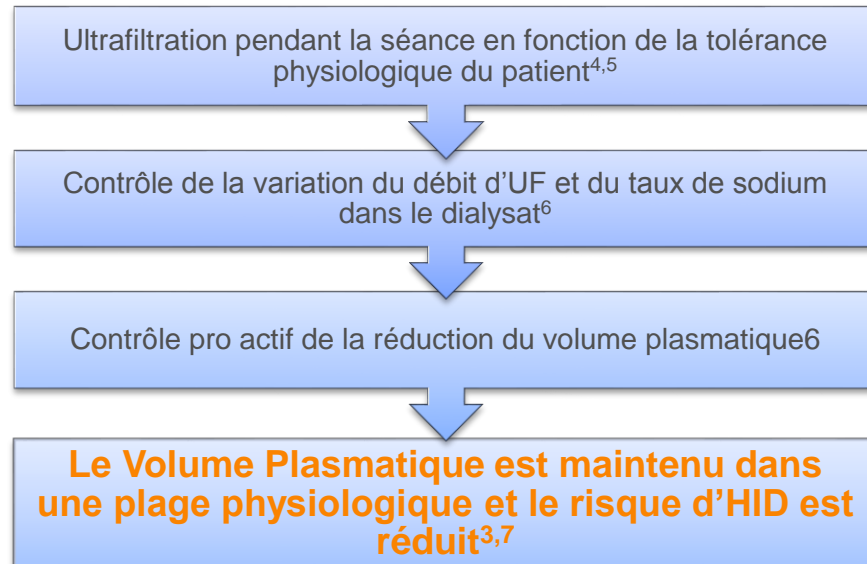 Ultrafiltration pendant la séance en fonction de la tolérance
physiologique du patient⁴,⁵
Contrôle de la variation du débit d’UF et du taux de sodium
dans le dialysat⁶
Contrôle pro actif de la réduction du volume plasmatique6
Le Volume Plasmatique est maintenu dans
une plage physiologique et le risque d’HID est
réduit³,⁷